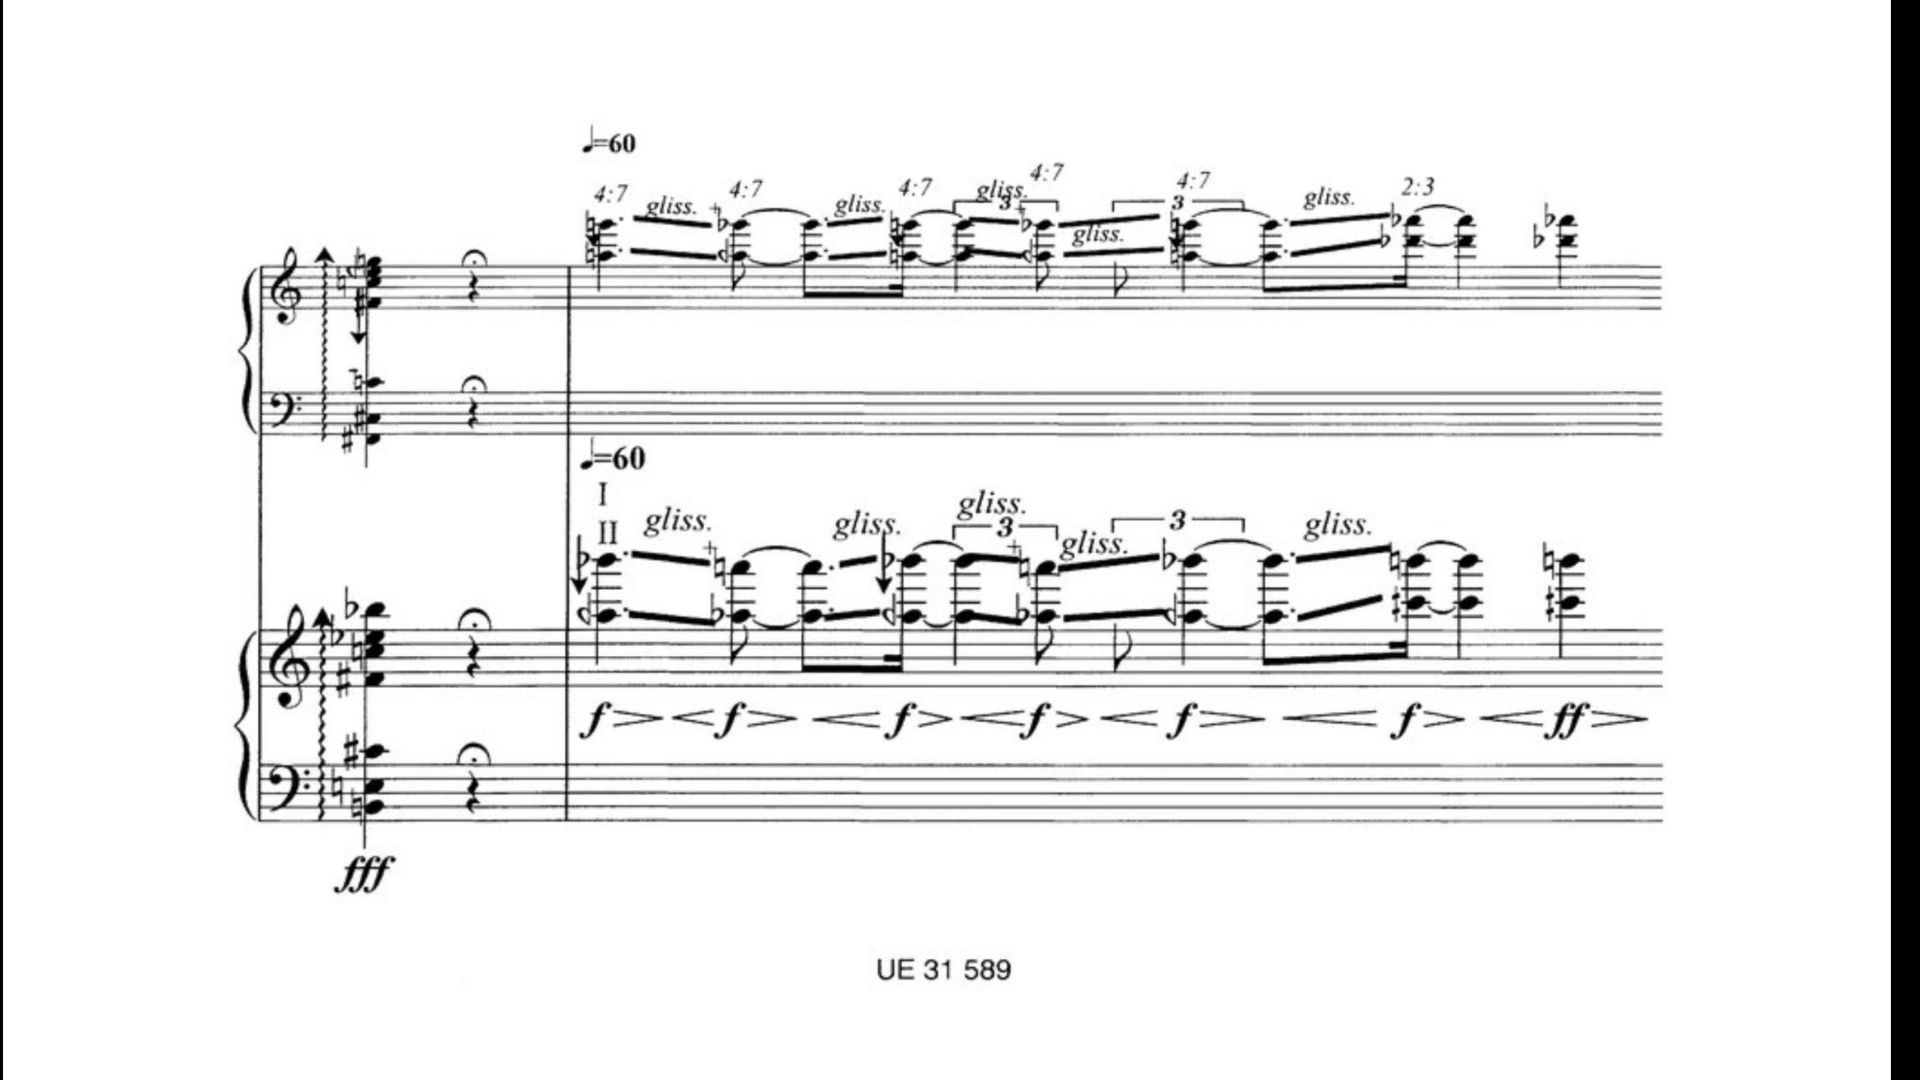 ♩=60
4:7 gliss. 4:7 gliss. 4:7 gliss. 4:7 gliss. 4:7 gliss. 2:3
3 3
♩=60
I
II
gliss. gliss. gliss. gliss. gliss.
3 3
f f f f f f ff
fff
UE 31 589